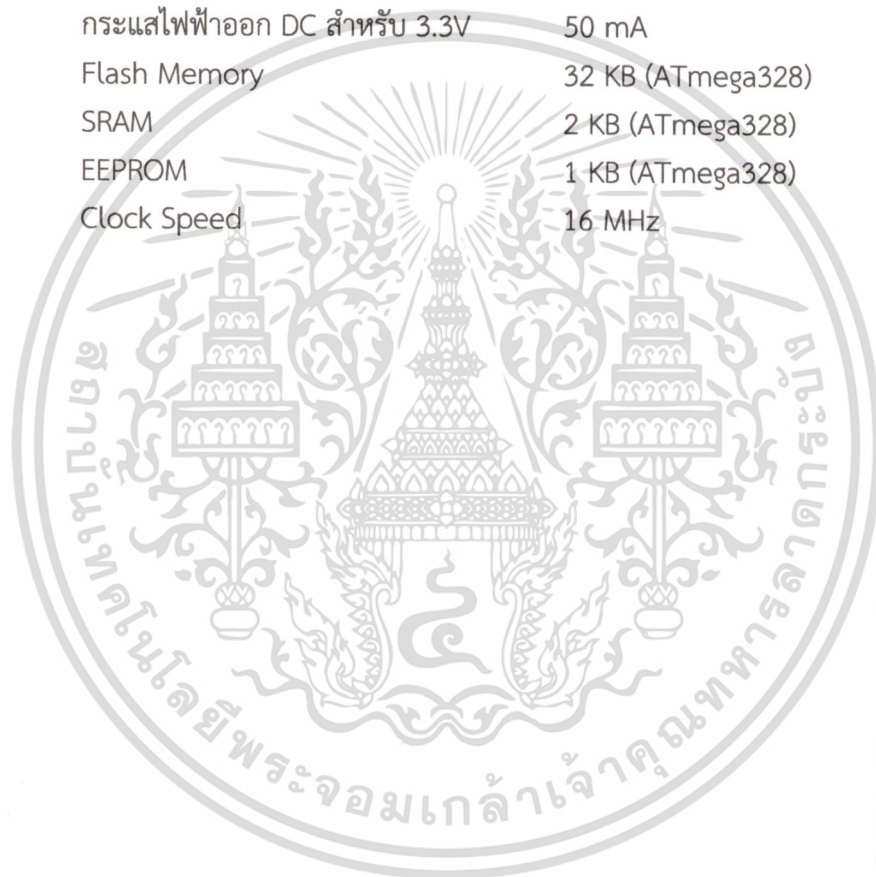 กระแสไฟฟ้าออก DC สำหรับ 3.3V 50 mA
Flash Memory 32 KB (ATmega328)
SRAM 2 KB (ATmega328)
EEPROM 1 KB (ATmega328)
Clock Speed 16 MHz
สถาบันเทคโนโลยีพระจอมเกล้าเจ้าคุณทหารลาดกระบัง
๔